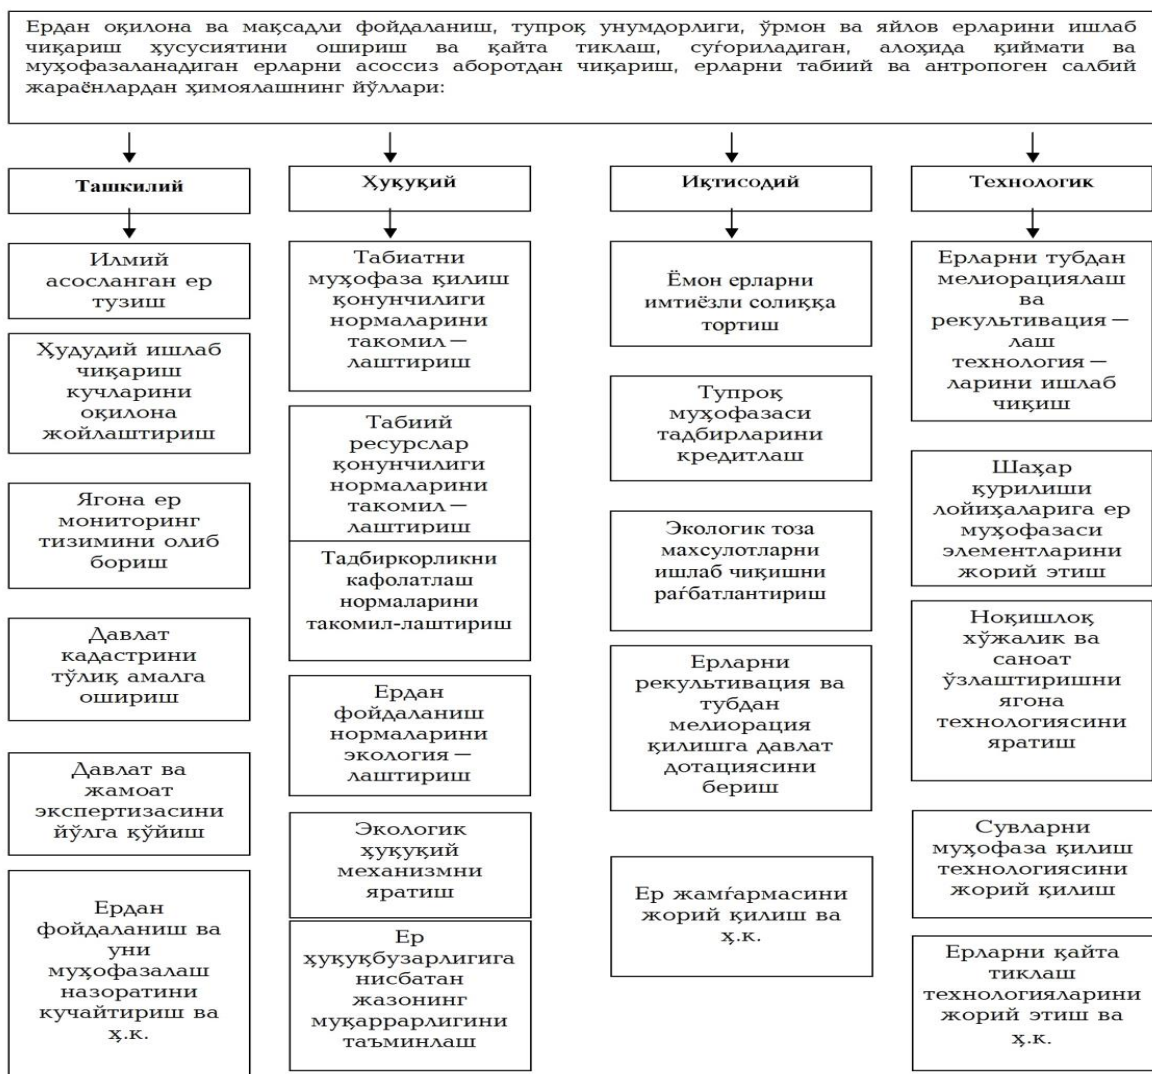 Ердан оқилона ва мақсадли фойдаланиш, тупроқ унумдорлиги, ўрмон ва яйлов ерларини ишлаб
чиқариш ҳусусиятини ошириш ва қайта тиклаш, суғориладиган, алоҳида қиймати ва
муҳофазаланадиган ерларни асоссиз аборотдан чиқариш, ерларни табиий ва антропоген салбий
жараёнлардан ҳимоялашнинг йўллари:
Ташкилий
Илмий
асосланган ер
тузиш
Ҳудудий ишлаб
чиқариш
кучларини
оқилона
жойлаштириш
Ягона ер
мониторинг
тизимини олиб
бориш
Давлат
кадастрини
тўлиқ амалга
ошириш
Давлат ва
жамоат
экспертизасини
йўлга қўйиш
Ердан
фойдаланиш ва
уни
муҳофазалаш
назоратини
кучайтириш ва
ҳ.к.
Ҳуқуқий
Табиатни
муҳофаза қилиш
қонунчилиги
нормаларини
такомил—
лаштириш
Табиий
ресурслар
қонунчилиги
нормаларини
такомил—
лаштириш
Тадбиркорликни
кафолатлаш
нормаларини
такомил-лаштириш
Ердан
фойдаланиш
нормаларини
экология—
лаштириш
Экологик
ҳуқуқий
механизмни
яратиш
Ер
ҳуқуқбузарлигига
нисбатан
жазонинг
муқаррарлигини
таъминлаш
Иқтисодий
Ёмон ерларни
имтиёзли солиққа
тортиш
Тупроқ
муҳофазаси
тадбирларини
кредитлаш
Экологик тоза
махсулотларни
ишлаб чиқишни
рағбатлантириш
Ерларни
рекультивация ва
тубдан
мелиорация
қилишга давлат
дотациясини
бериш
Ер жамғармасини
жорий қилиш ва
ҳ.к.
Технологик
Ерларни тубдан
мелиорациялаш
ва
рекультивация—
лаш
технология—
ларини ишлаб
чиқиш
Шаҳар
қурилиши
лойиҳаларига ер
муҳофазаси
элементларини
жорий этиш
Ноқишлоқ
хўжалик ва
саноат
ўзлаштиришни
ягона
технологиясини
яратиш
Сувларни
муҳофаза қилиш
технологиясини
жорий қилиш
Ерларни қайта
тиклаш
технологияларини
жорий этиш ва
ҳ.к.